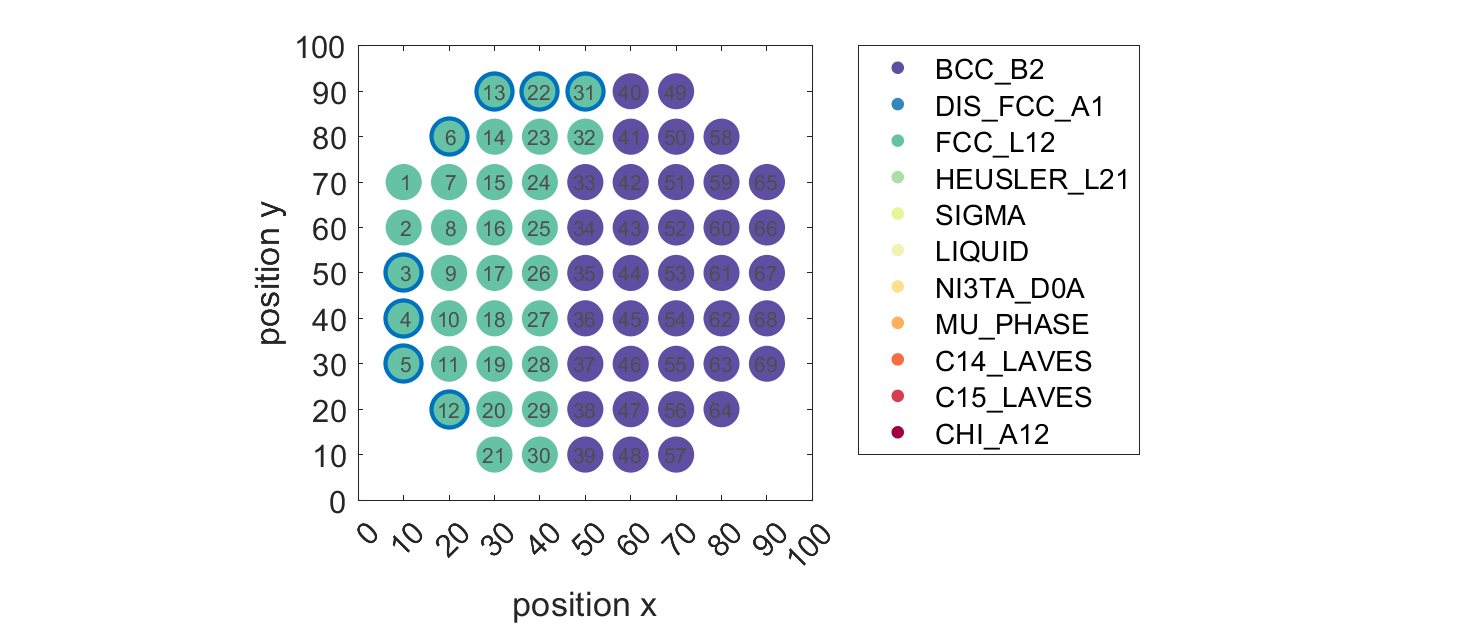 100
90 13 22 31 40 49
80 6 14 23 32 41 50 58
70 1 7 15 24 33 42 51 59 65
60 2 8 16 25 34 43 52 60 66
50 3 9 17 26 35 44 53 61 67
40 4 10 18 27 36 45 54 62 68
30 5 11 19 28 37 46 55 63 69
20 12 20 29 38 47 56 64
10 21 30 39 48 57
0
position y
0 10 20 30 40 50 60 70 80 90 100
position x
BCC_B2
DIS_FCC_A1
FCC_L12
HEUSLER_L21
SIGMA
LIQUID
NI3TA_D0A
MU_PHASE
C14_LAVES
C15_LAVES
CHI_A12